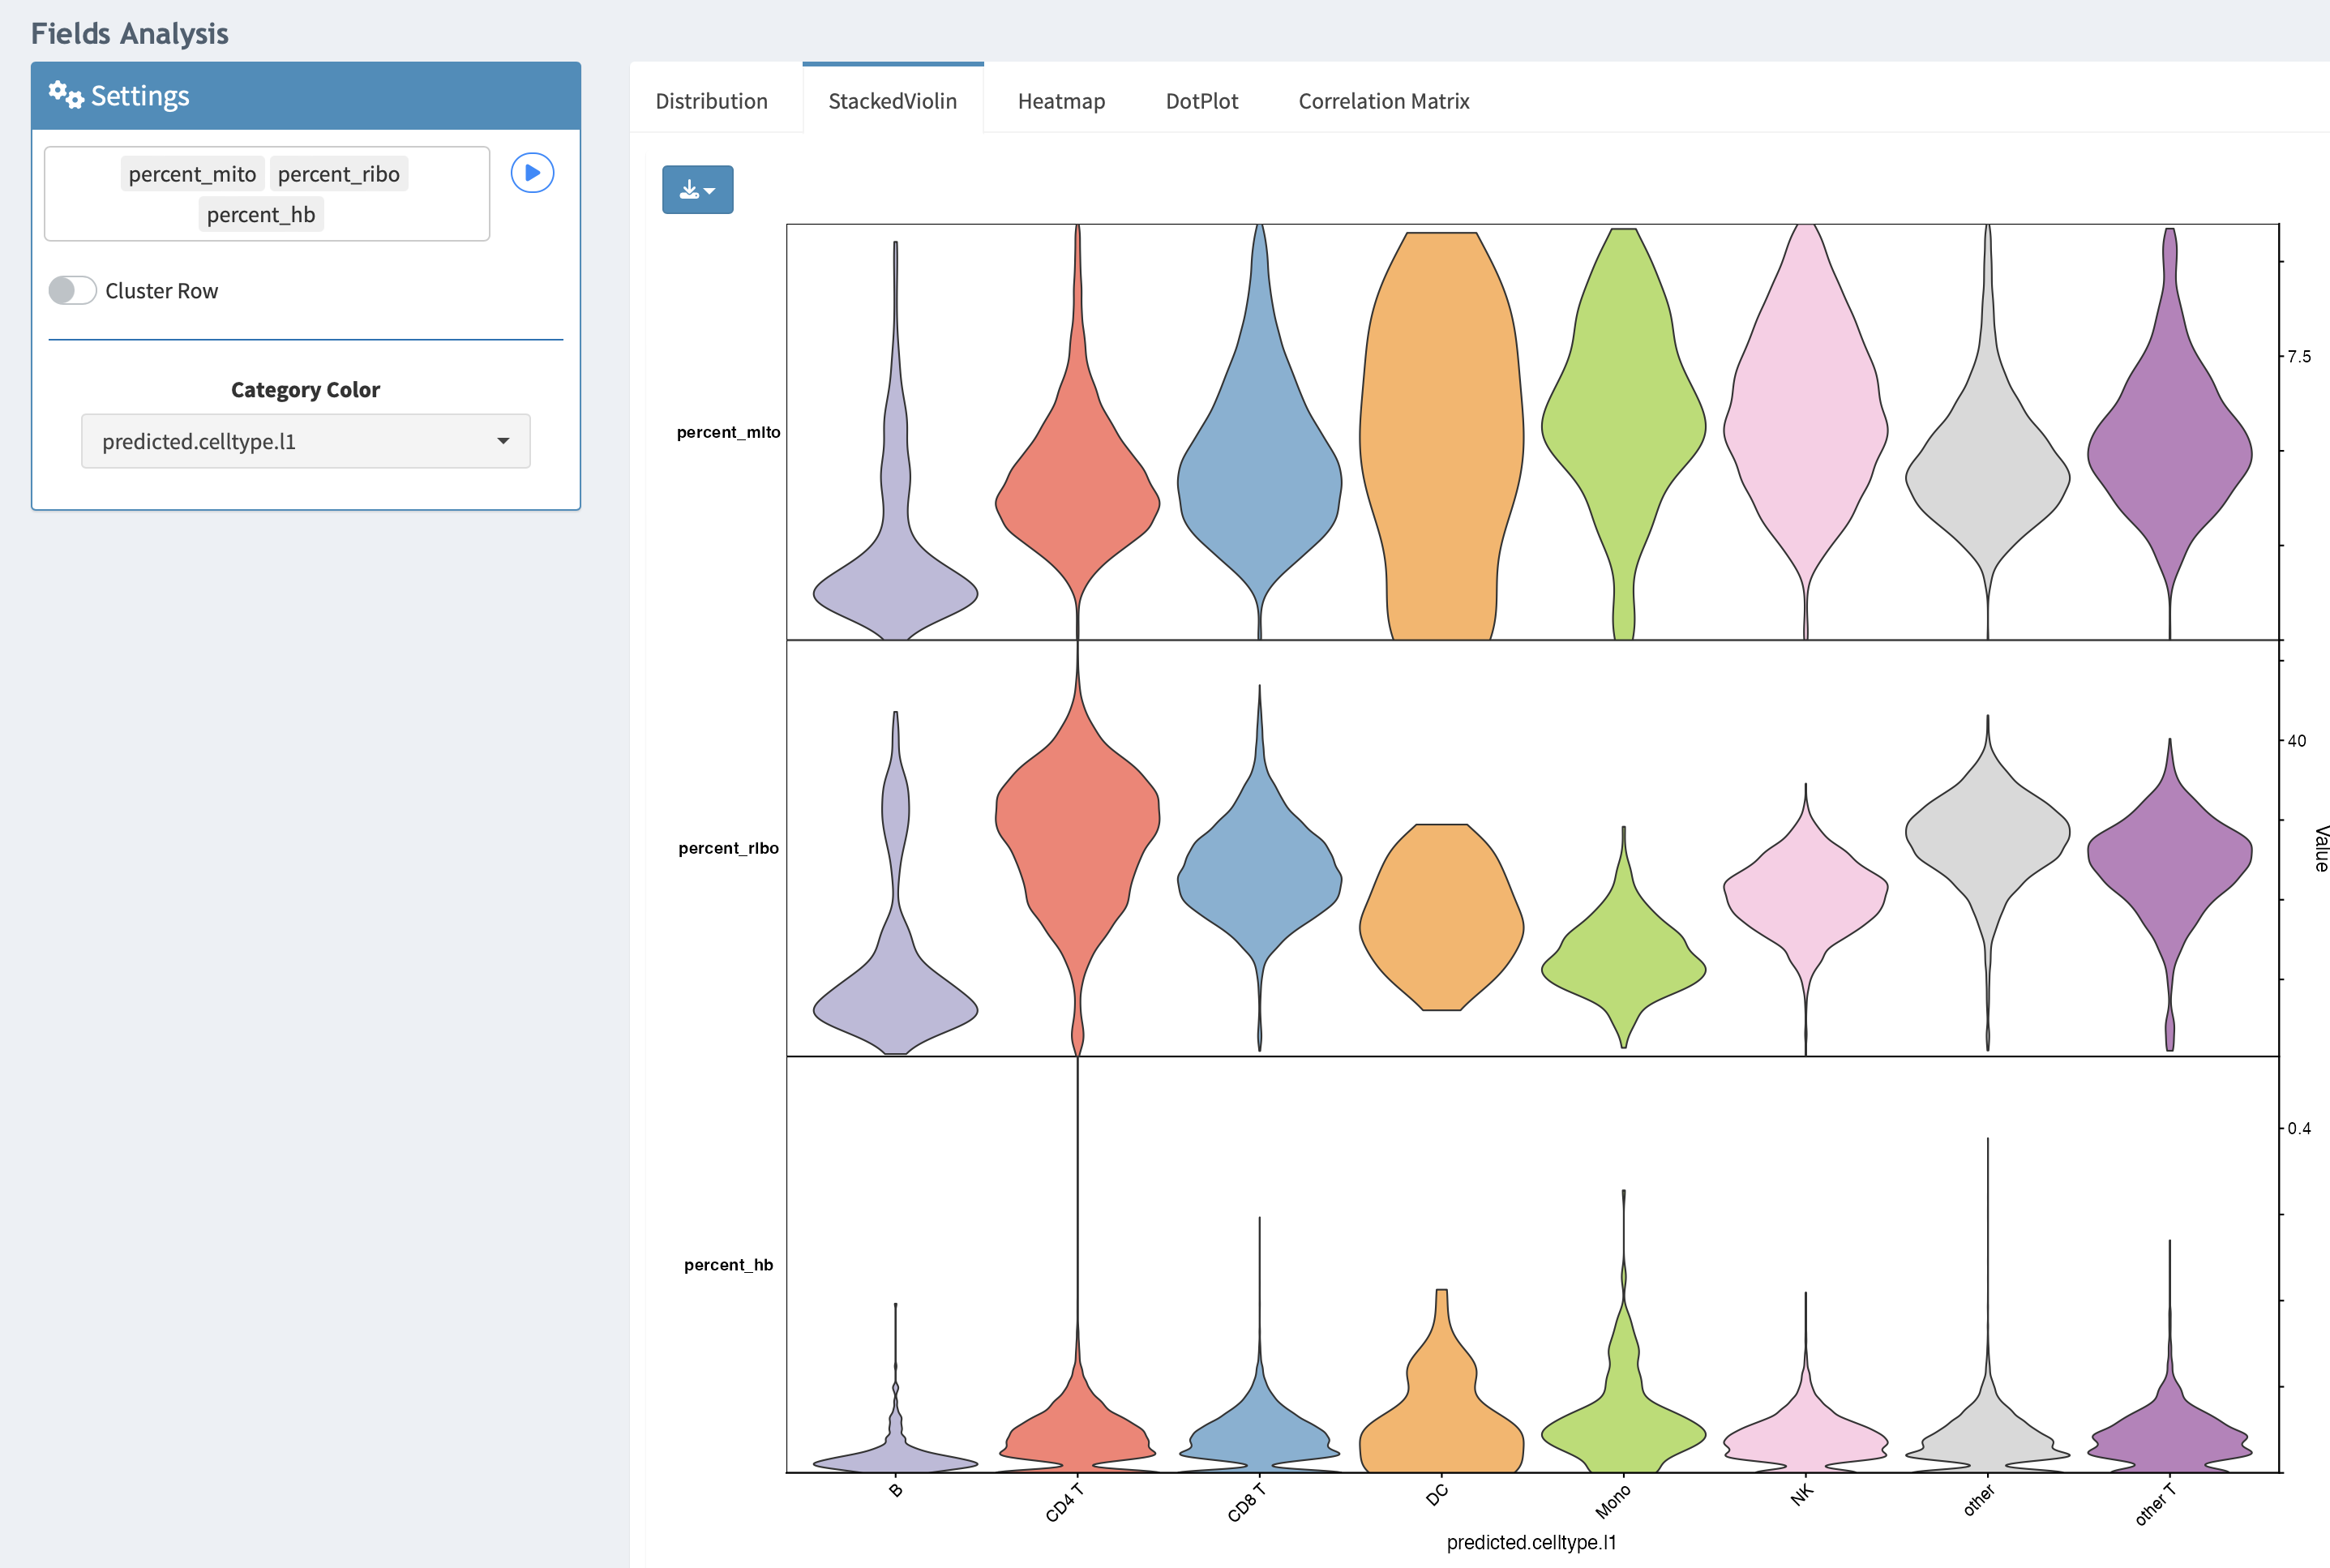 Fields Analysis
Settings
percent_mito percent_ribo
percent_hb
Cluster Row
Category Color
predicted.celltype.l1
Distribution StackedViolin Heatmap DotPlot Correlation Matrix
percent_mito
7.5
percent_ribo
40
Value
percent_hb
0.4
B CD4 T CD8 T DC Mono NK other other T
predicted.celltype.l1